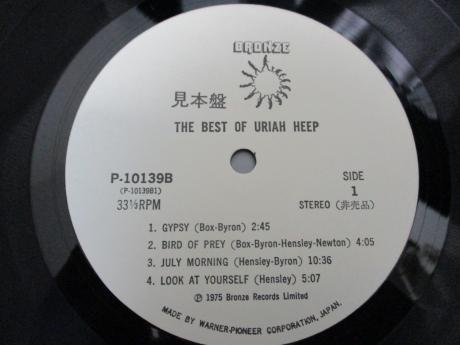 BRONZE
見本盤
THE BEST OF URIAH HEEP
P-10139B
(P-10139B1)
33⅓RPM
SIDE
1
STEREO (非売品)
1. GYPSY (Box-Byron) 2:45
2. BIRD OF PREY (Box-Byron-Hensley-Newton) 4:05
3. JULY MORNING (Hensley-Byron) 10:36
4. LOOK AT YOURSELF (Hensley) 5:07
Ⓟ 1975 Bronze Records Limited
MADE BY WARNER-PIONEER CORPORATION, JAPAN.